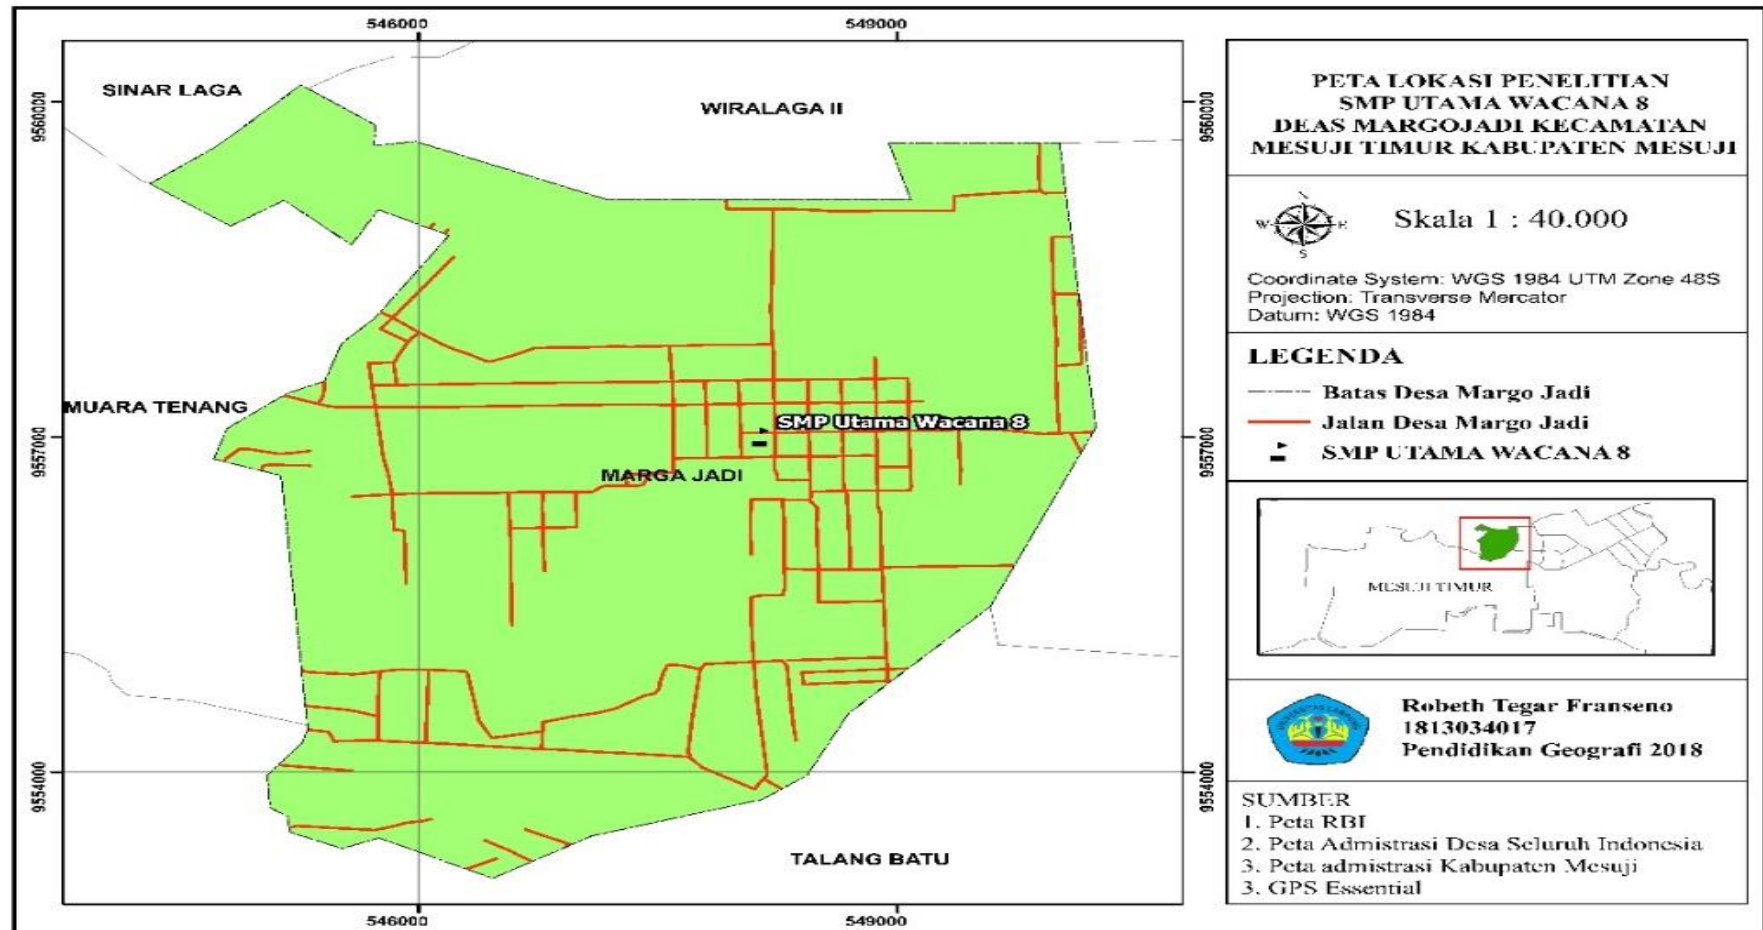 546000
549000
SINAR LAGA
WIRALAGA II
9560000
9560000
MUARA TENANG
9557000
9557000
SMP Utama Wacana 8
MARGA JADI
9554000
9554000
TALANG BATU
546000
549000
PETA LOKASI PENELITIAN
SMP UTAMA WACANA 8
DEAS MARGOJADI KECAMATAN
MESUJI TIMUR KABUPATEN MESUJI
N
W
E
S
Skala 1 : 40.000
Coordinate System: WGS 1984 UTM Zone 48S
Projection: Transverse Mercator
Datum: WGS 1984
LEGENDA
Batas Desa Margo Jadi
Jalan Desa Margo Jadi
SMP UTAMA WACANA 8
MESUJI TIMUR
Robeth Tegar Franseno
1813034017
Pendidikan Geografi 2018
SUMBER
1. Peta RBI
2. Peta Admistrasi Desa Seluruh Indonesia
3. Peta admistrasi Kabupaten Mesuji
3. GPS Essential